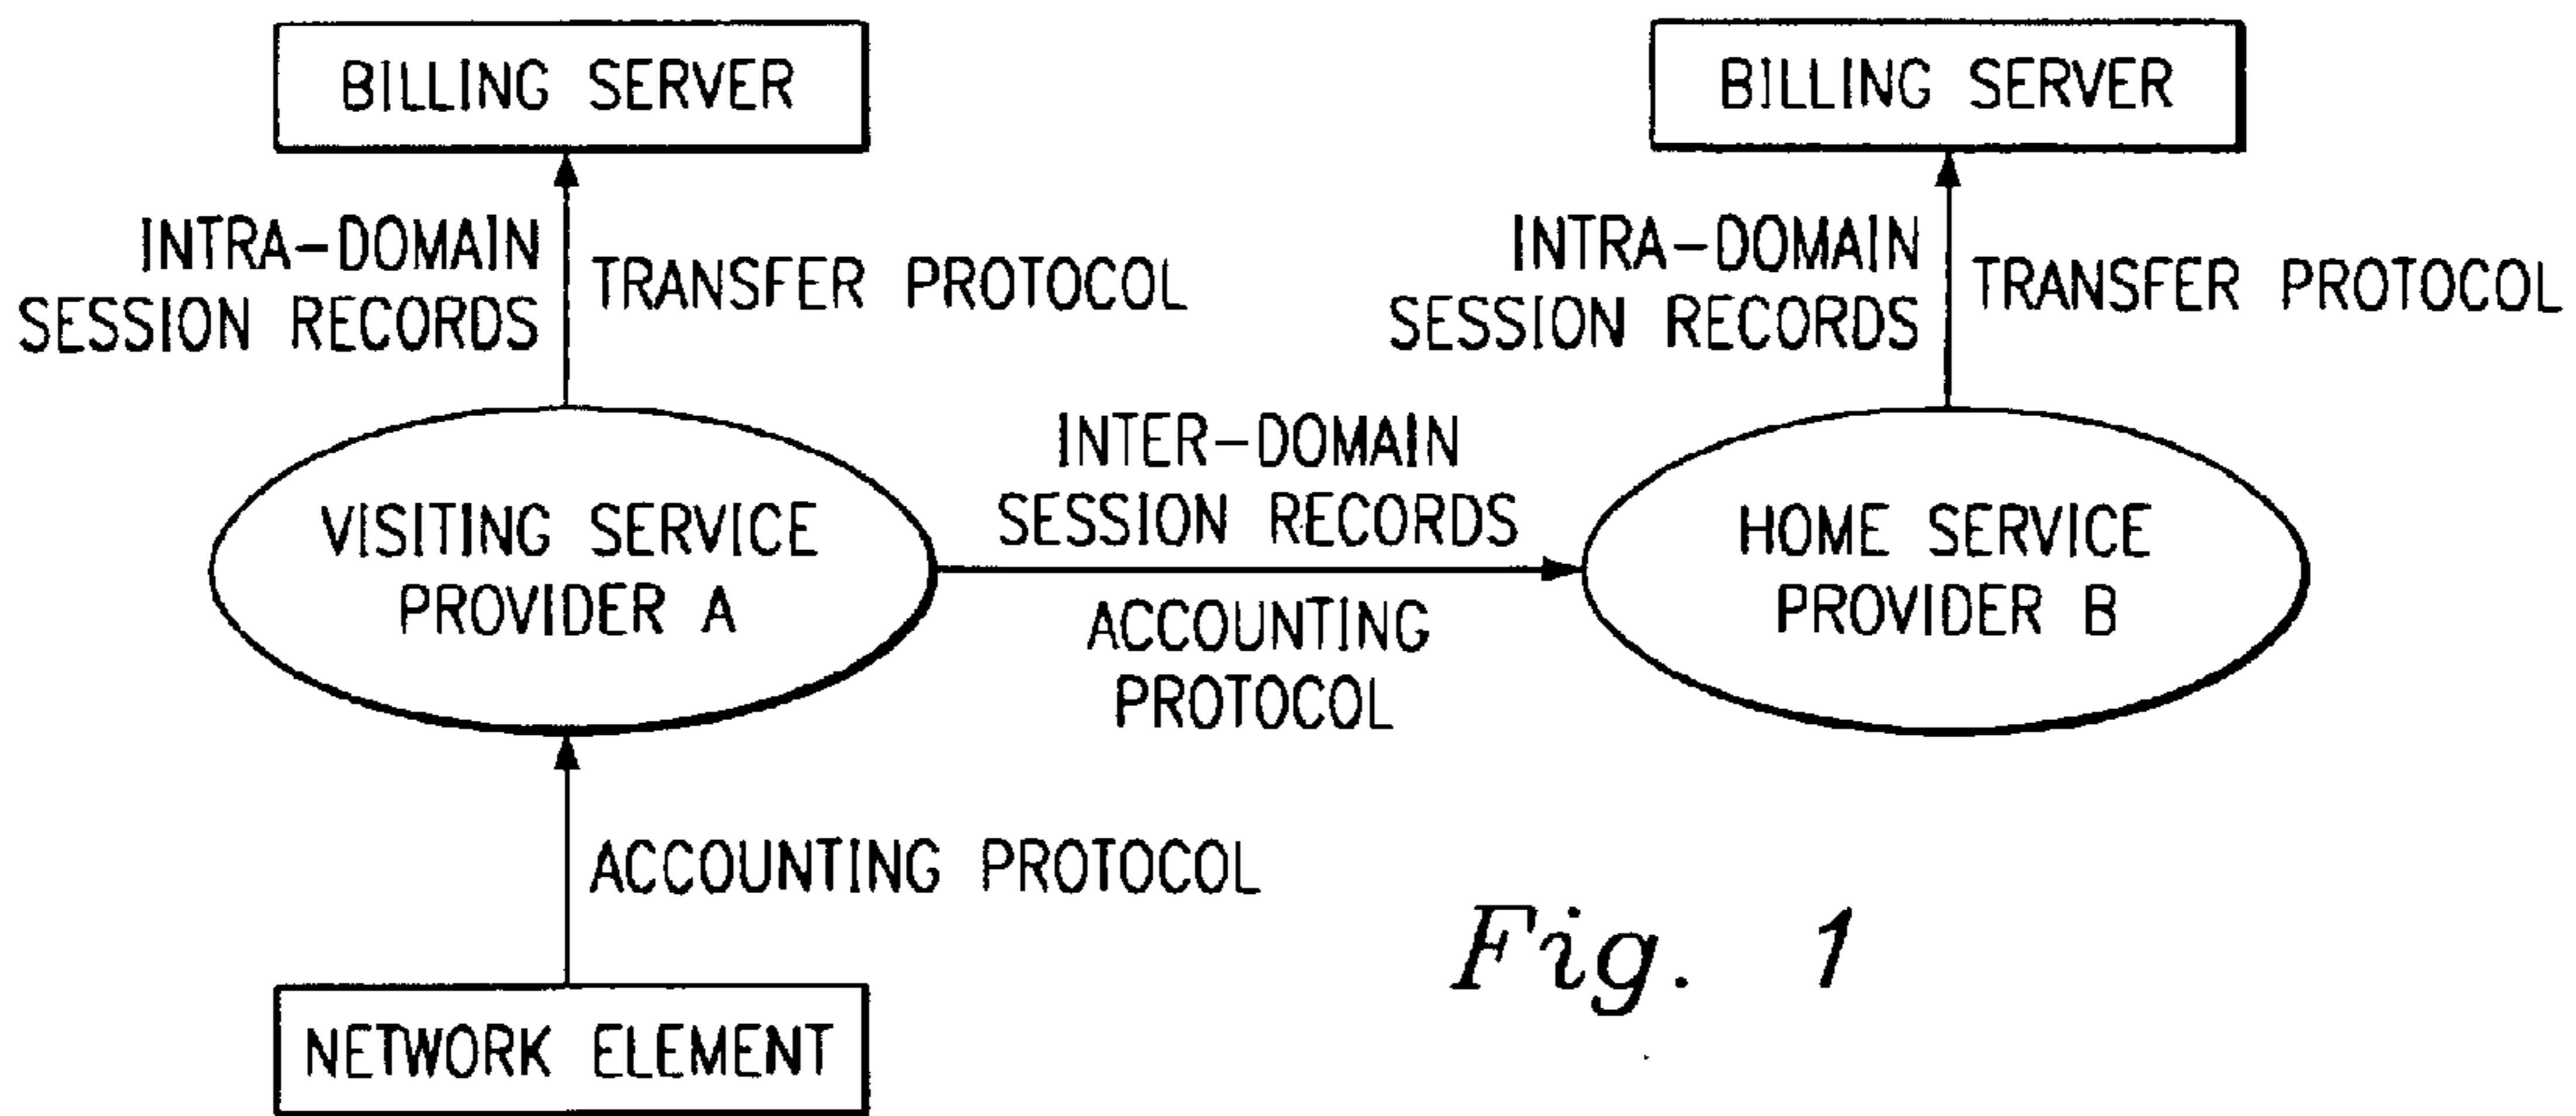 BILLING SERVER
BILLING SERVER
INTRA-DOMAIN
SESSION RECORDS
TRANSFER PROTOCOL
INTRA-DOMAIN
SESSION RECORDS
TRANSFER PROTOCOL
VISITING SERVICE
PROVIDER A
INTER-DOMAIN
SESSION RECORDS
ACCOUNTING
PROTOCOL
HOME SERVICE
PROVIDER B
ACCOUNTING PROTOCOL
NETWORK ELEMENT
Fig. 1